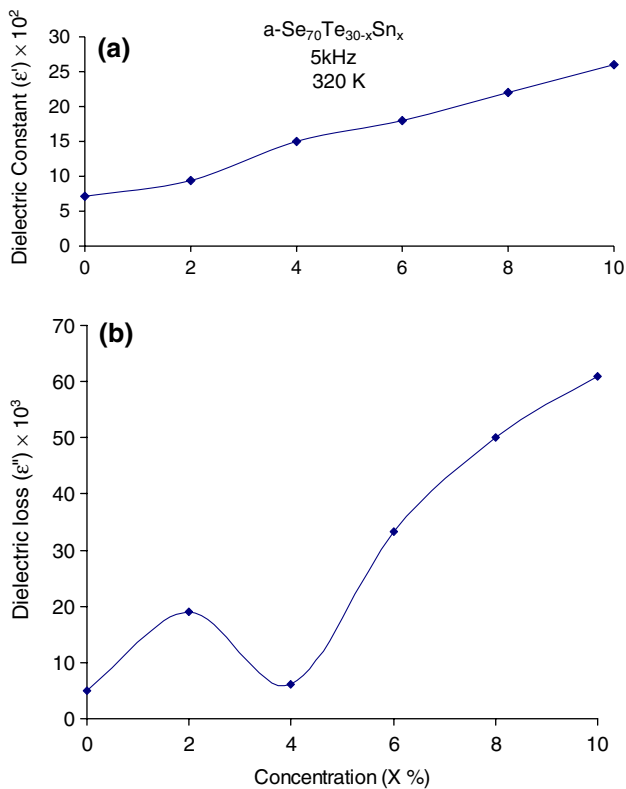 (a)
a-Se₇₀Te₃₀₋ₓSnₓ
5kHz
320 K
Dielectric Constant (ε') × 10²
30
25
20
15
10
5
0
0 2 4 6 8 10
(b)
Dielectric loss (ε") × 10³
70
60
50
40
30
20
10
0
0 2 4 6 8 10
Concentration (X %)